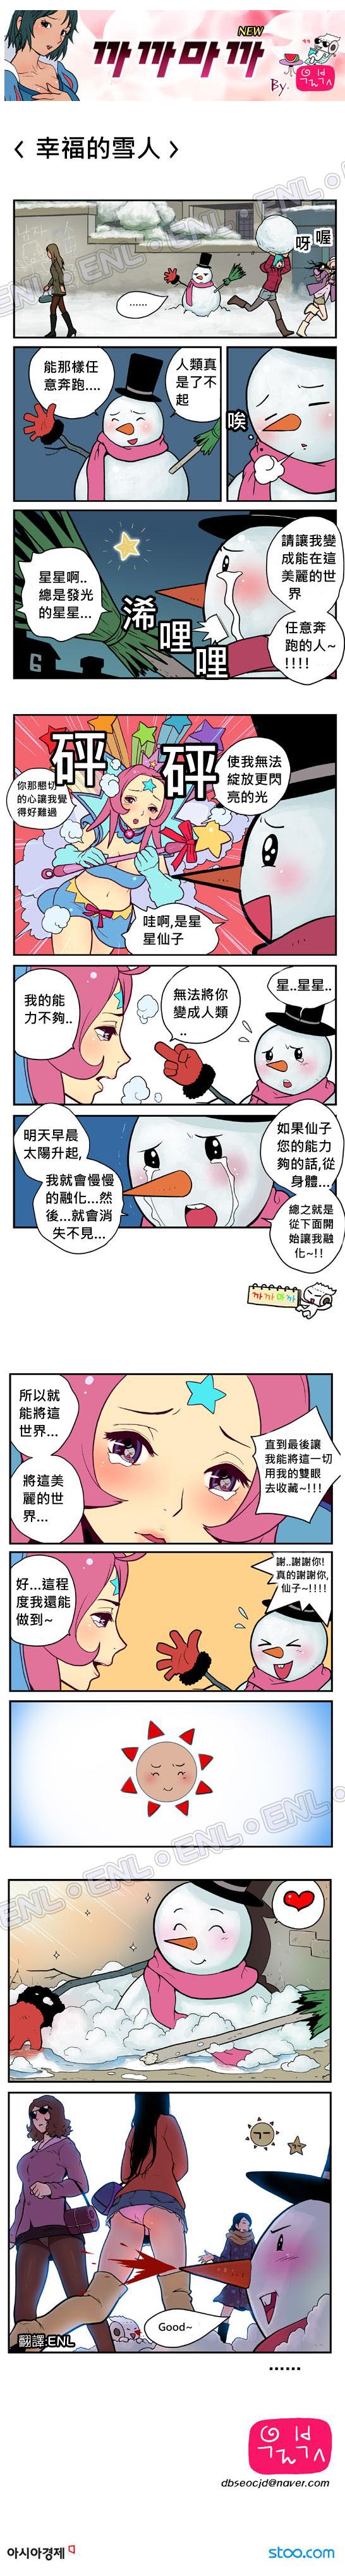 NEW
까까마까
By. 윤서
< 幸福的雪人 >
呀 喔
......
能那樣任
意奔跑....
人類真
是了不
起
唉.
星星啊..
總是發光
的星星...
浠
哩
哩
請讓我變
成能在這
美麗的世
界
任意奔
跑的人~
!!!!
砰
砰
你那懇切
的心讓我覺
得好難過
使我無法
綻放更閃
亮的光
哇啊,是星
星仙子
我的能
力不夠..
無法將你
變成人類
..
星..星星..
明天早晨
太陽升起,
我就會慢慢
的融化...然
後...就會消
失不見...
如果仙子
您的能力
夠的話,從
身體...
總之就是
從下面開
始讓我融
化~!!
까까마까
所以就
能將這
世界...
將這美
麗的世
界...
直到最後讓
我能將這一切
用我的雙眼
去收藏~!!!
好...這程
度我還能
做到~
謝..謝謝你!
真的謝謝你,
仙子~!!!!
ENL ENL ENL ENL
Good~
翻譯:ENL
......
dbseocjd@naver.com
아시아경제
stoo.com